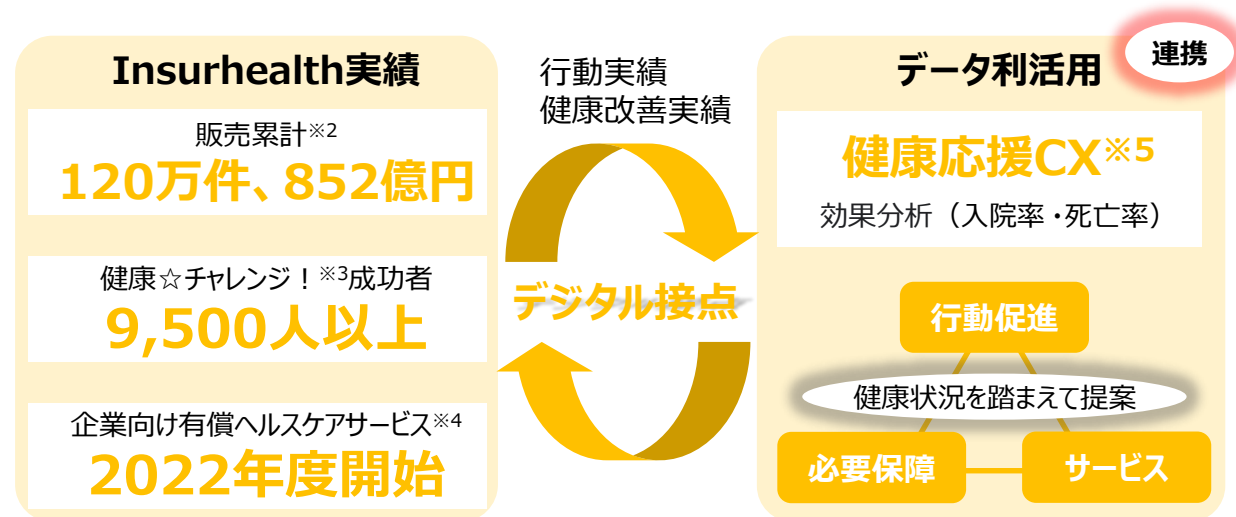 Insurhealth実績
販売累計※2
120万件、852億円
健康☆チャレンジ！※3成功者
9,500人以上
企業向け有償ヘルスケアサービス※4
2022年度開始
行動実績
健康改善実績
デジタル接点
連携
データ利活用
健康応援CX※5
効果分析（入院率・死亡率）
行動促進
健康状況を踏まえて提案
必要保障
サービス